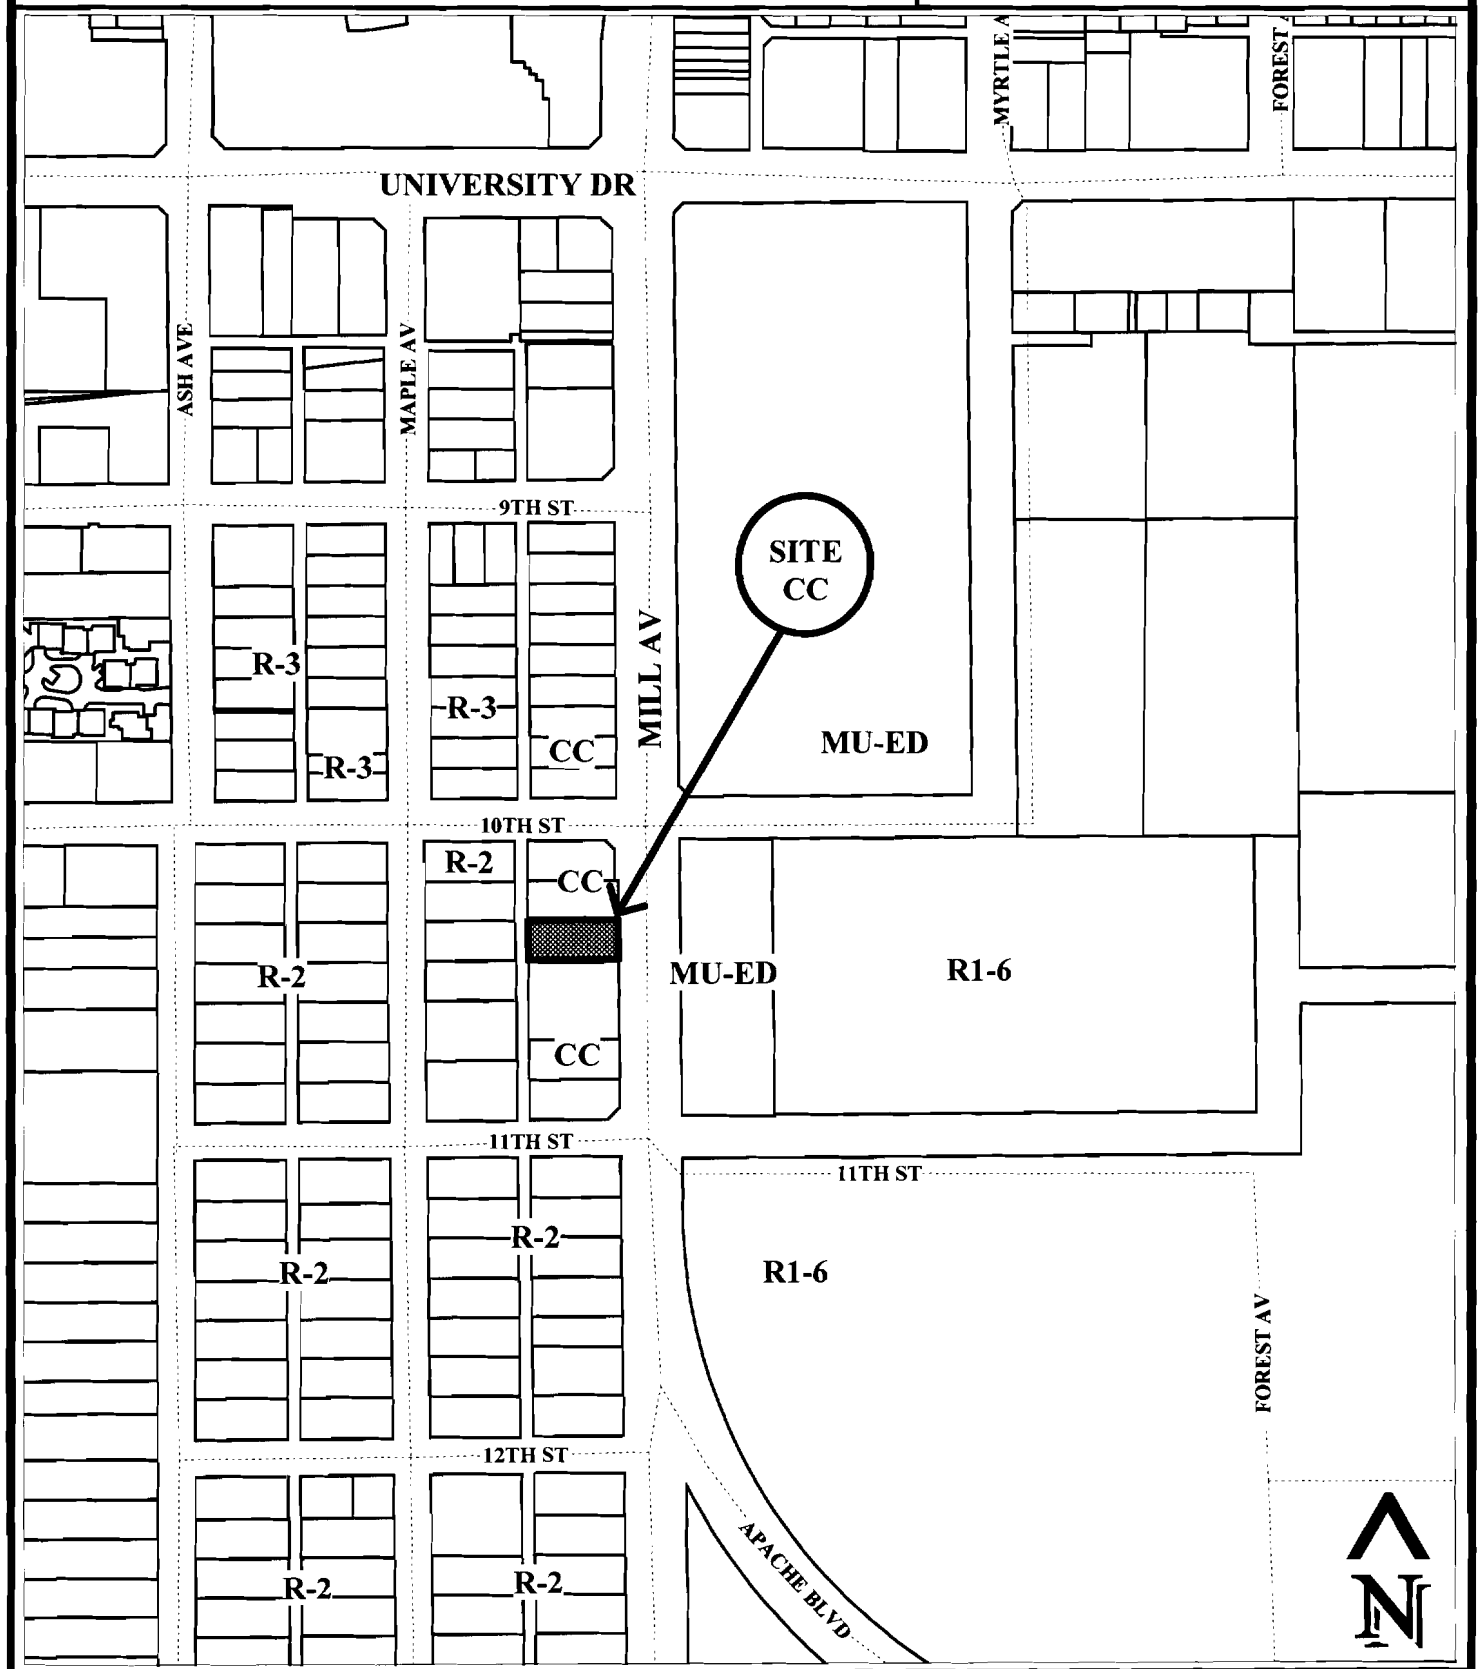 MYRTLE A
FOREST A
UNIVERSITY DR
ASH AVE
MAPLE AV
9TH ST
SITE
CC
MILL AV
R-3
R-3
R-3
CC
MU-ED
10TH ST
R-2
CC
R-2
MU-ED
R1-6
CC
11TH ST
11TH ST
R-2
R-2
R1-6
FOREST AV
12TH ST
APACHE BLVD
R-2
R-2
N